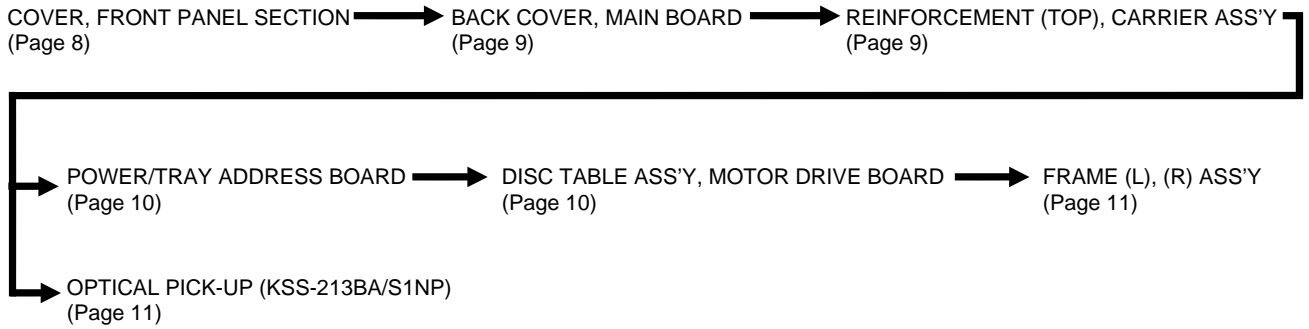 COVER, FRONT PANEL SECTION
(Page 8)
BACK COVER, MAIN BOARD
(Page 9)
REINFORCEMENT (TOP), CARRIER ASS'Y
(Page 9)
POWER/TRAY ADDRESS BOARD
(Page 10)
DISC TABLE ASS'Y, MOTOR DRIVE BOARD
(Page 10)
FRAME (L), (R) ASS'Y
(Page 11)
OPTICAL PICK-UP (KSS-213BA/S1NP)
(Page 11)